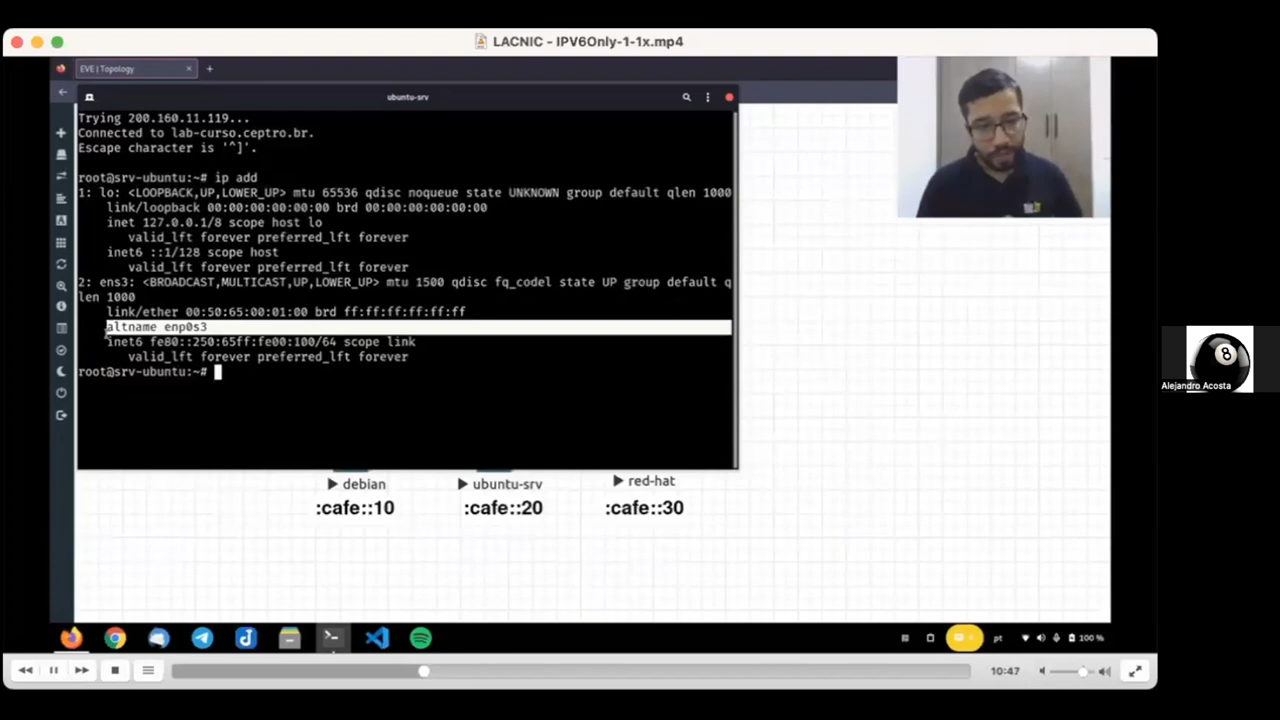 LACNIC - IPV6Only-1-1x.mp4
EVE | Topology
ubuntu-srv
Trying 200.160.11.119...
Connected to lab-curso.ceptro.br.
Escape character is '^]'.
root@srv-ubuntu:~# ip add
1: lo: <LOOPBACK,UP,LOWER_UP> mtu 65536 qdisc noqueue state UNKNOWN group default qlen 1000
link/loopback 00:00:00:00:00:00 brd 00:00:00:00:00:00
inet 127.0.0.1/8 scope host lo
valid_lft forever preferred_lft forever
inet6 ::1/128 scope host
valid_lft forever preferred_lft forever
2: ens3: <BROADCAST,MULTICAST,UP,LOWER_UP> mtu 1500 qdisc fq_codel state UP group default q
len 1000
link/ether 00:50:65:00:01:00 brd ff:ff:ff:ff:ff:ff
altname enp0s3
inet6 fe80::250:65ff:fe00:100/64 scope link
valid_lft forever preferred_lft forever
root@srv-ubuntu:~#
debian
ubuntu-srv
red-hat
:cafe::10
:cafe::20
:cafe::30
8
Alejandro Acosta
pt
100 %
10:47